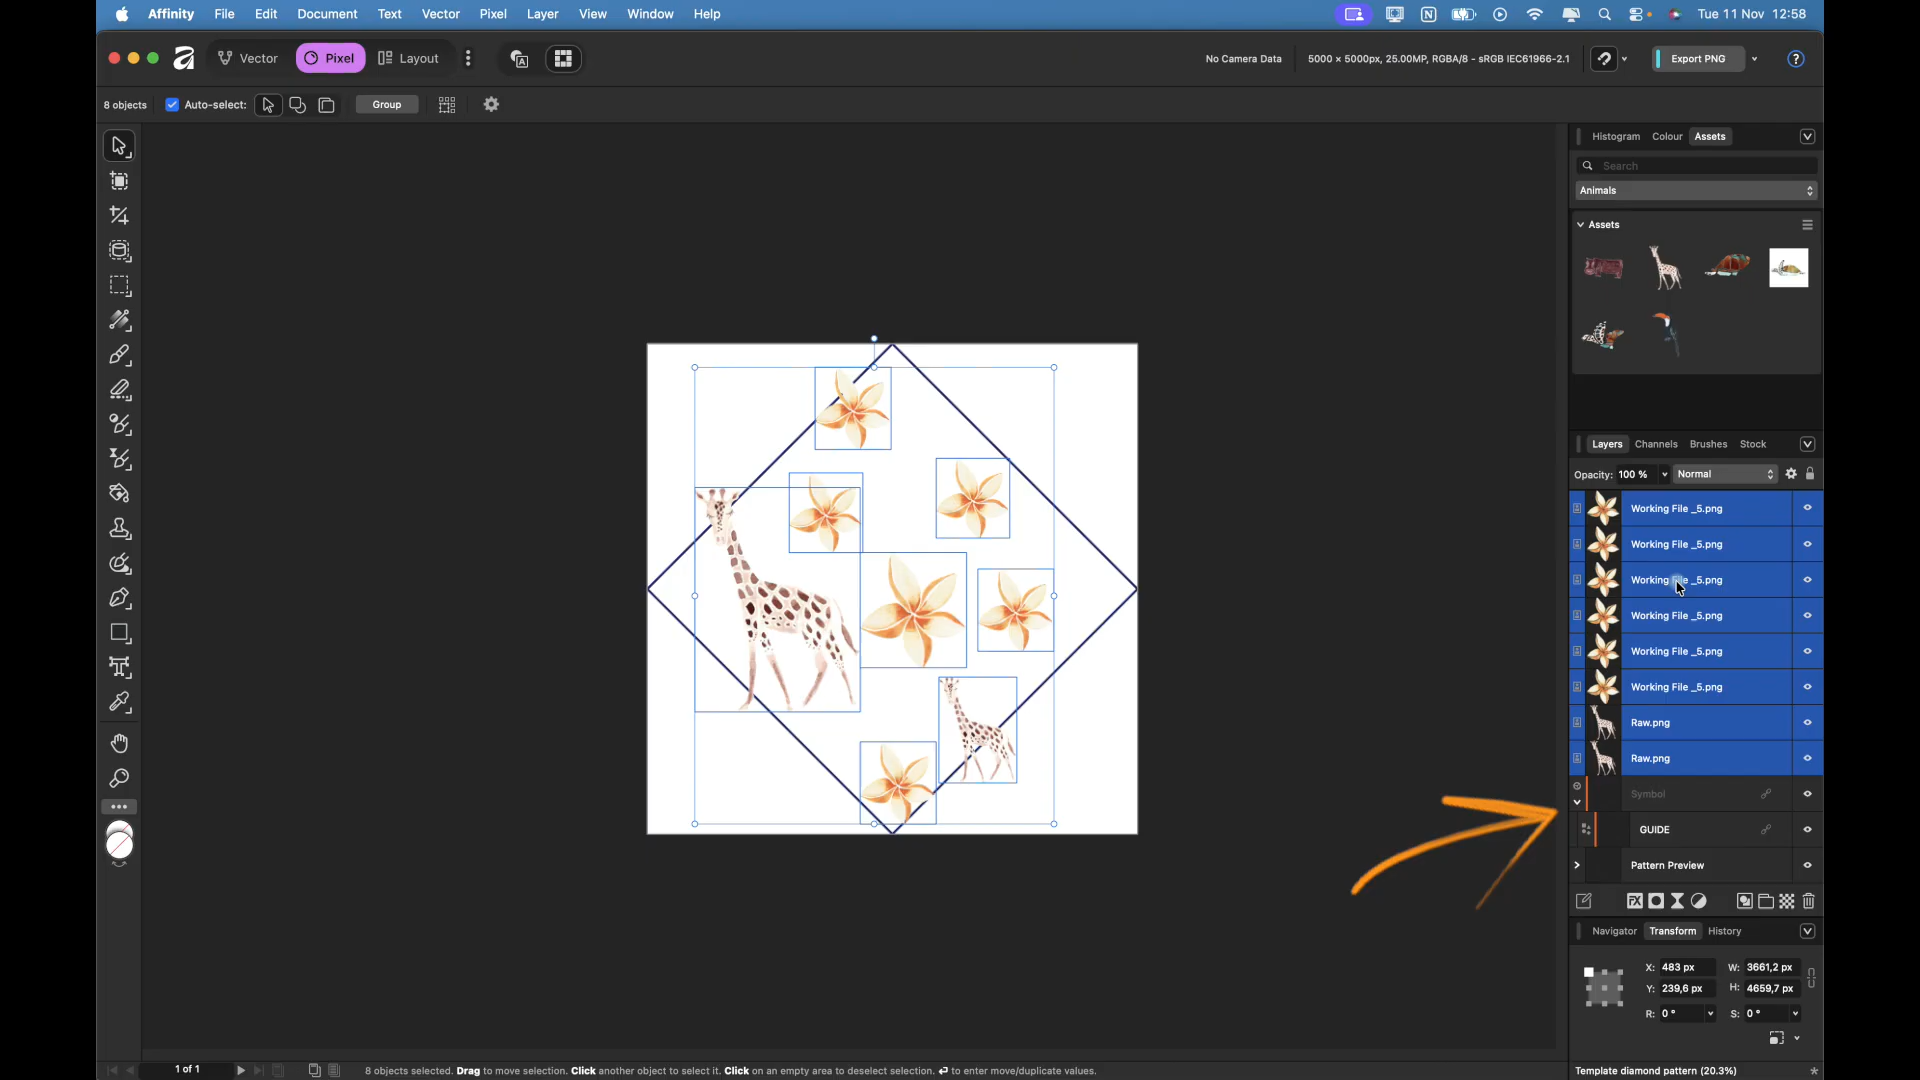 Affinity File Edit Document Text Vector Pixel Layer View Window Help Tue 11 Nov 12:58
Vector Pixel Layout No Camera Data 5000 × 5000px, 25.00MP, RGBA/8 - sRGB IEC61966-2.1 Export PNG ?
8 objects Auto-select: Group
Histogram Colour Assets
Search
Animals
Assets
Layers Channels Brushes Stock
Opacity: 100 % Normal
Working File _5.png
Working File _5.png
Working File _5.png
Working File _5.png
Working File _5.png
Working File _5.png
Raw.png
Raw.png
Symbol
GUIDE
Pattern Preview
Navigator Transform History
X: 483 px W: 3661,2 px
Y: 239,6 px H: 4659,7 px
R: 0 ° S: 0 °
1 of 1 8 objects selected. Drag to move selection. Click another object to select it. Click on an empty area to deselect selection. ⏎ to enter move/duplicate values. Template diamond pattern (20.3%) *